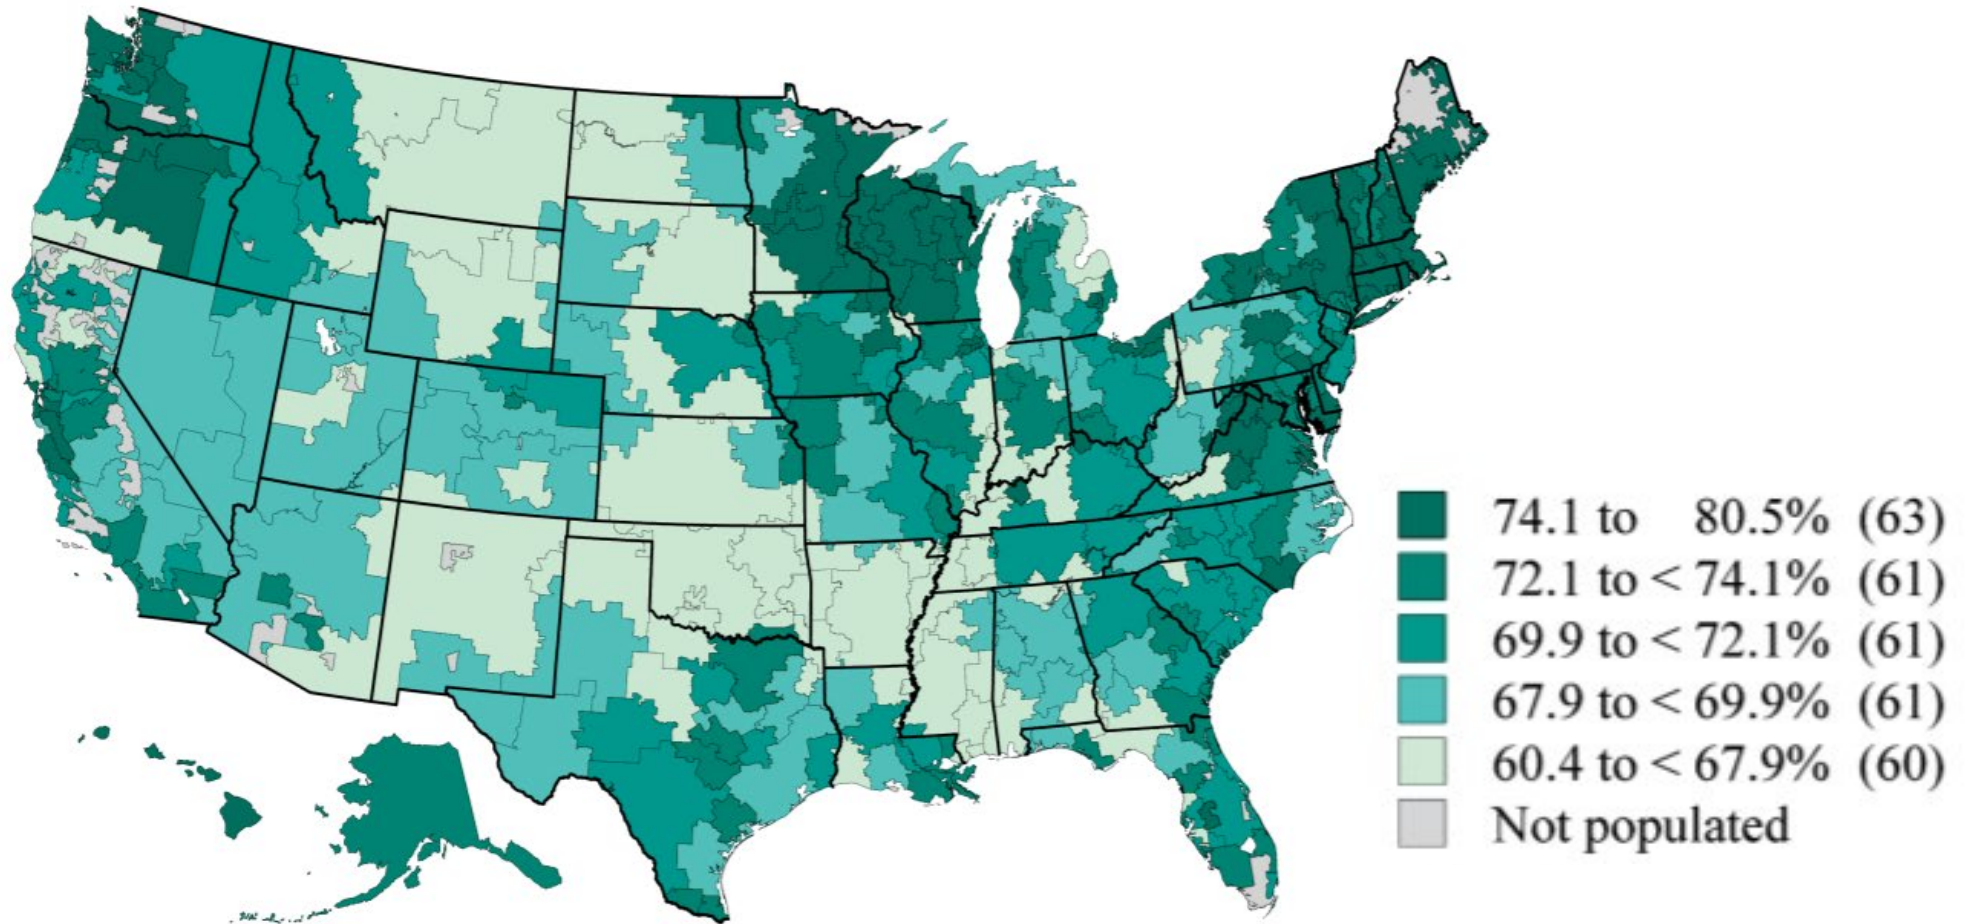 74.1 to 80.5% (63)
72.1 to < 74.1% (61)
69.9 to < 72.1% (61)
67.9 to < 69.9% (61)
60.4 to < 67.9% (60)
Not populated